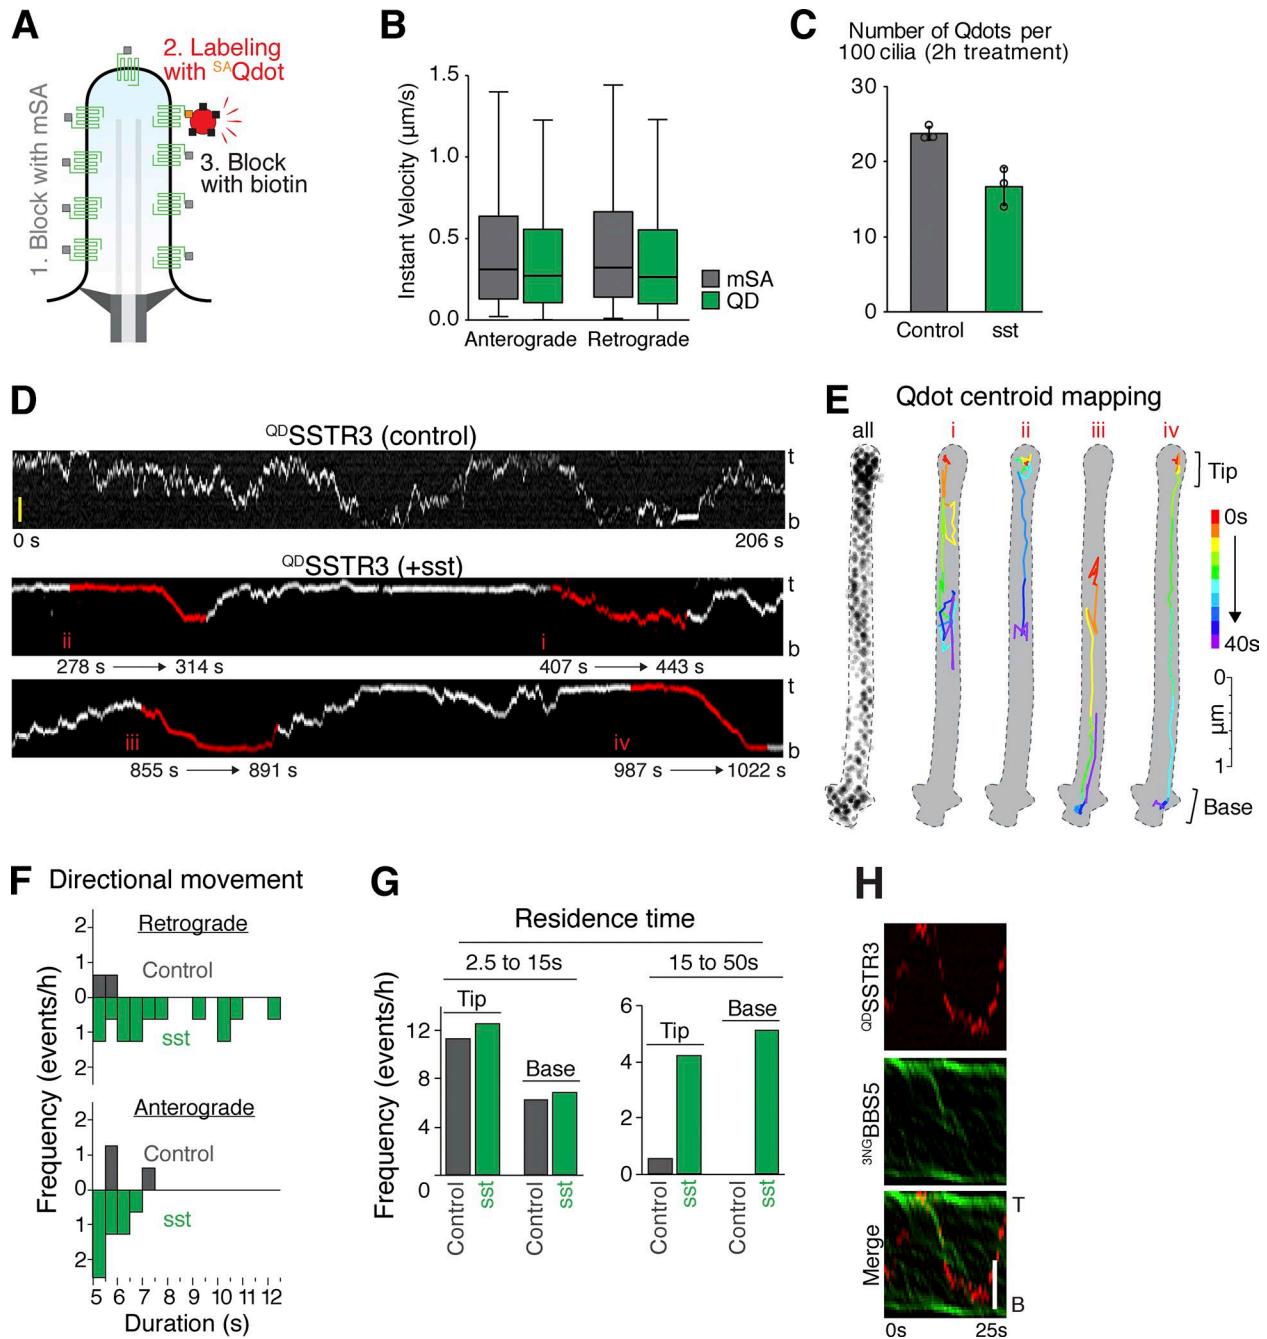 A
1. Block with mSA
2. Labeling
with SAQdot
3. Block
with biotin
B
Instant Velocity (µm/s)
1.5
1.0
0.5
0.0
Anterograde Retrograde
mSA
QD
C
Number of Qdots per
100 cilia (2h treatment)
30
20
10
0
Control sst
D
QDSSTR3 (control)
t
b
0 s 206 s
QDSSTR3 (+sst)
t
ii i
b
278 s → 314 s 407 s → 443 s
t
iii iv
b
855 s → 891 s 987 s → 1022 s
E
Qdot centroid mapping
all i ii iii iv
Tip
0s
40s
0
µm
1
Base
F
Directional movement
Frequency (events/h)
Retrograde
Control
sst
2
1
0
1
2
Anterograde
Control
sst
2
1
0
1
2
5 6 7 8 9 10 11 12
Duration (s)
G
Residence time
Frequency (events/h)
2.5 to 15s
Tip
Base
12
8
4
0
Control
sst
Control
sst
15 to 50s
Tip
Base
6
4
2
0
Control
sst
Control
sst
H
QDSSTR3
3NGBBS5
Merge
T
B
0s 25s